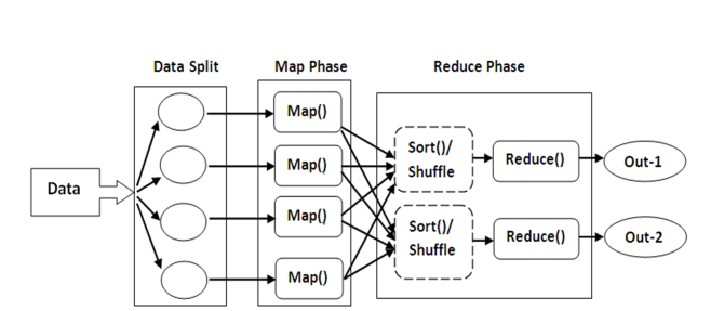 Data Split
Map Phase
Reduce Phase
Data
Map()
Map()
Map()
Map()
Sort()/
Shuffle
Sort()/
Shuffle
Reduce()
Reduce()
Out-1
Out-2